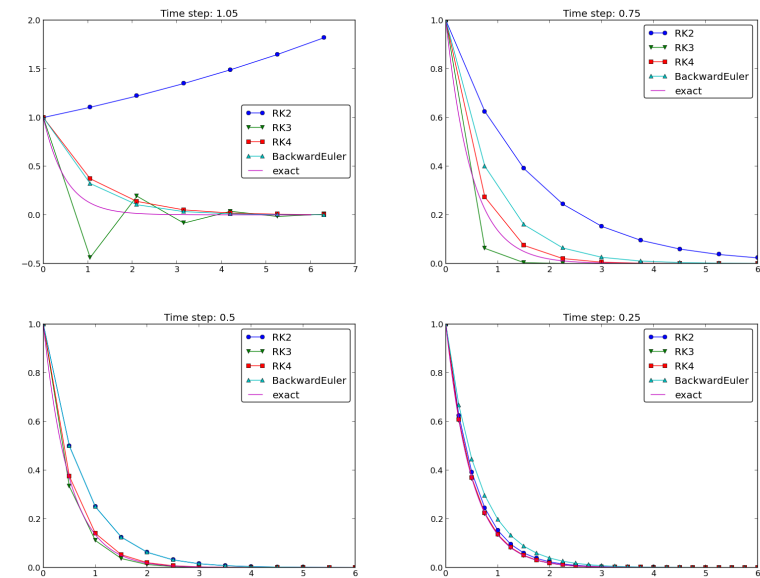 Time step: 1.05
2.0
1.5
1.0
0.5
0.0
−0.5
0 1 2 3 4 5 6 7
RK2
RK3
RK4
BackwardEuler
exact
Time step: 0.75
1.0
0.8
0.6
0.4
0.2
0.0
0 1 2 3 4 5 6
RK2
RK3
RK4
BackwardEuler
exact
Time step: 0.5
1.0
0.8
0.6
0.4
0.2
0.0
0 1 2 3 4 5 6
RK2
RK3
RK4
BackwardEuler
exact
Time step: 0.25
1.0
0.8
0.6
0.4
0.2
0.0
0 1 2 3 4 5 6
RK2
RK3
RK4
BackwardEuler
exact